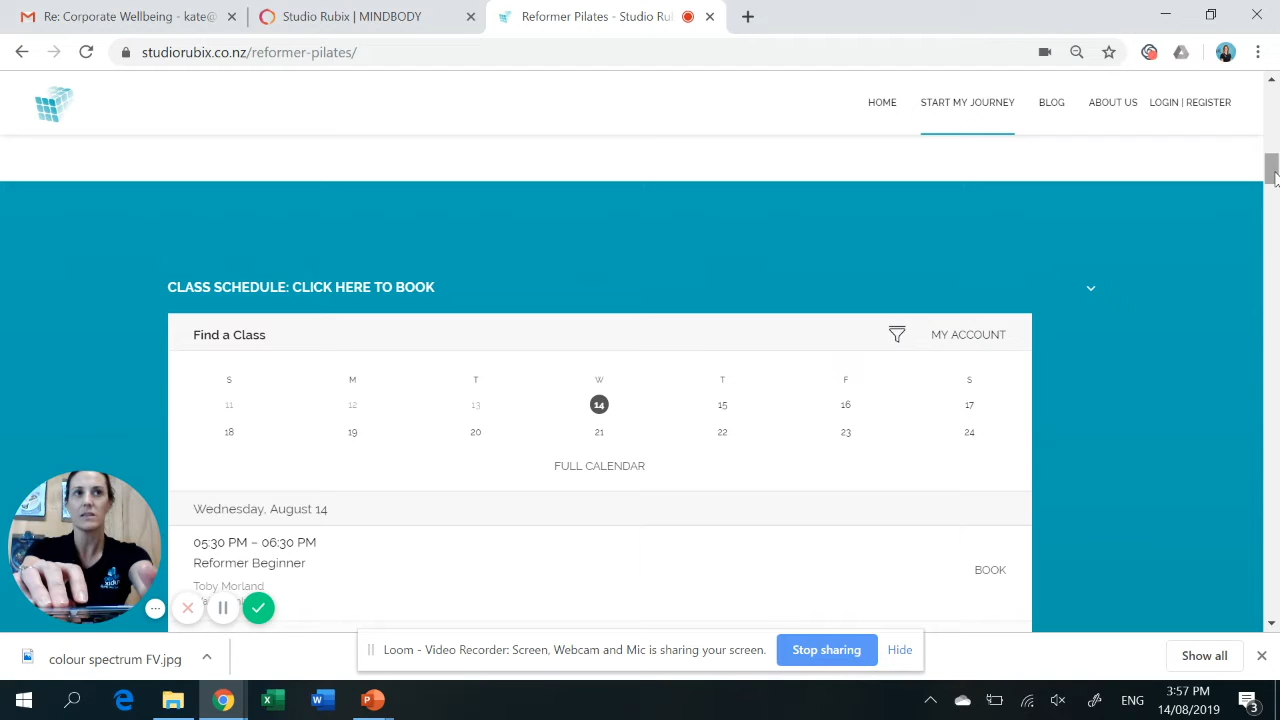 Re: Corporate Wellbeing - kate@
Studio Rubix | MINDBODY
Reformer Pilates - Studio Ru
studiorubix.co.nz/reformer-pilates/
HOME START MY JOURNEY BLOG ABOUT US LOGIN | REGISTER
CLASS SCHEDULE: CLICK HERE TO BOOK
Find a Class MY ACCOUNT
S M T W T F S
11 12 13 14 15 16 17
18 19 20 21 22 23 24
FULL CALENDAR
Wednesday, August 14
05:30 PM – 06:30 PM
Reformer Beginner
BOOK
Toby Morland
Loom - Video Recorder: Screen, Webcam and Mic is sharing your screen. Stop sharing Hide
colour spectrum FV.jpg
Show all
ENG
3:57 PM
14/08/2019
3